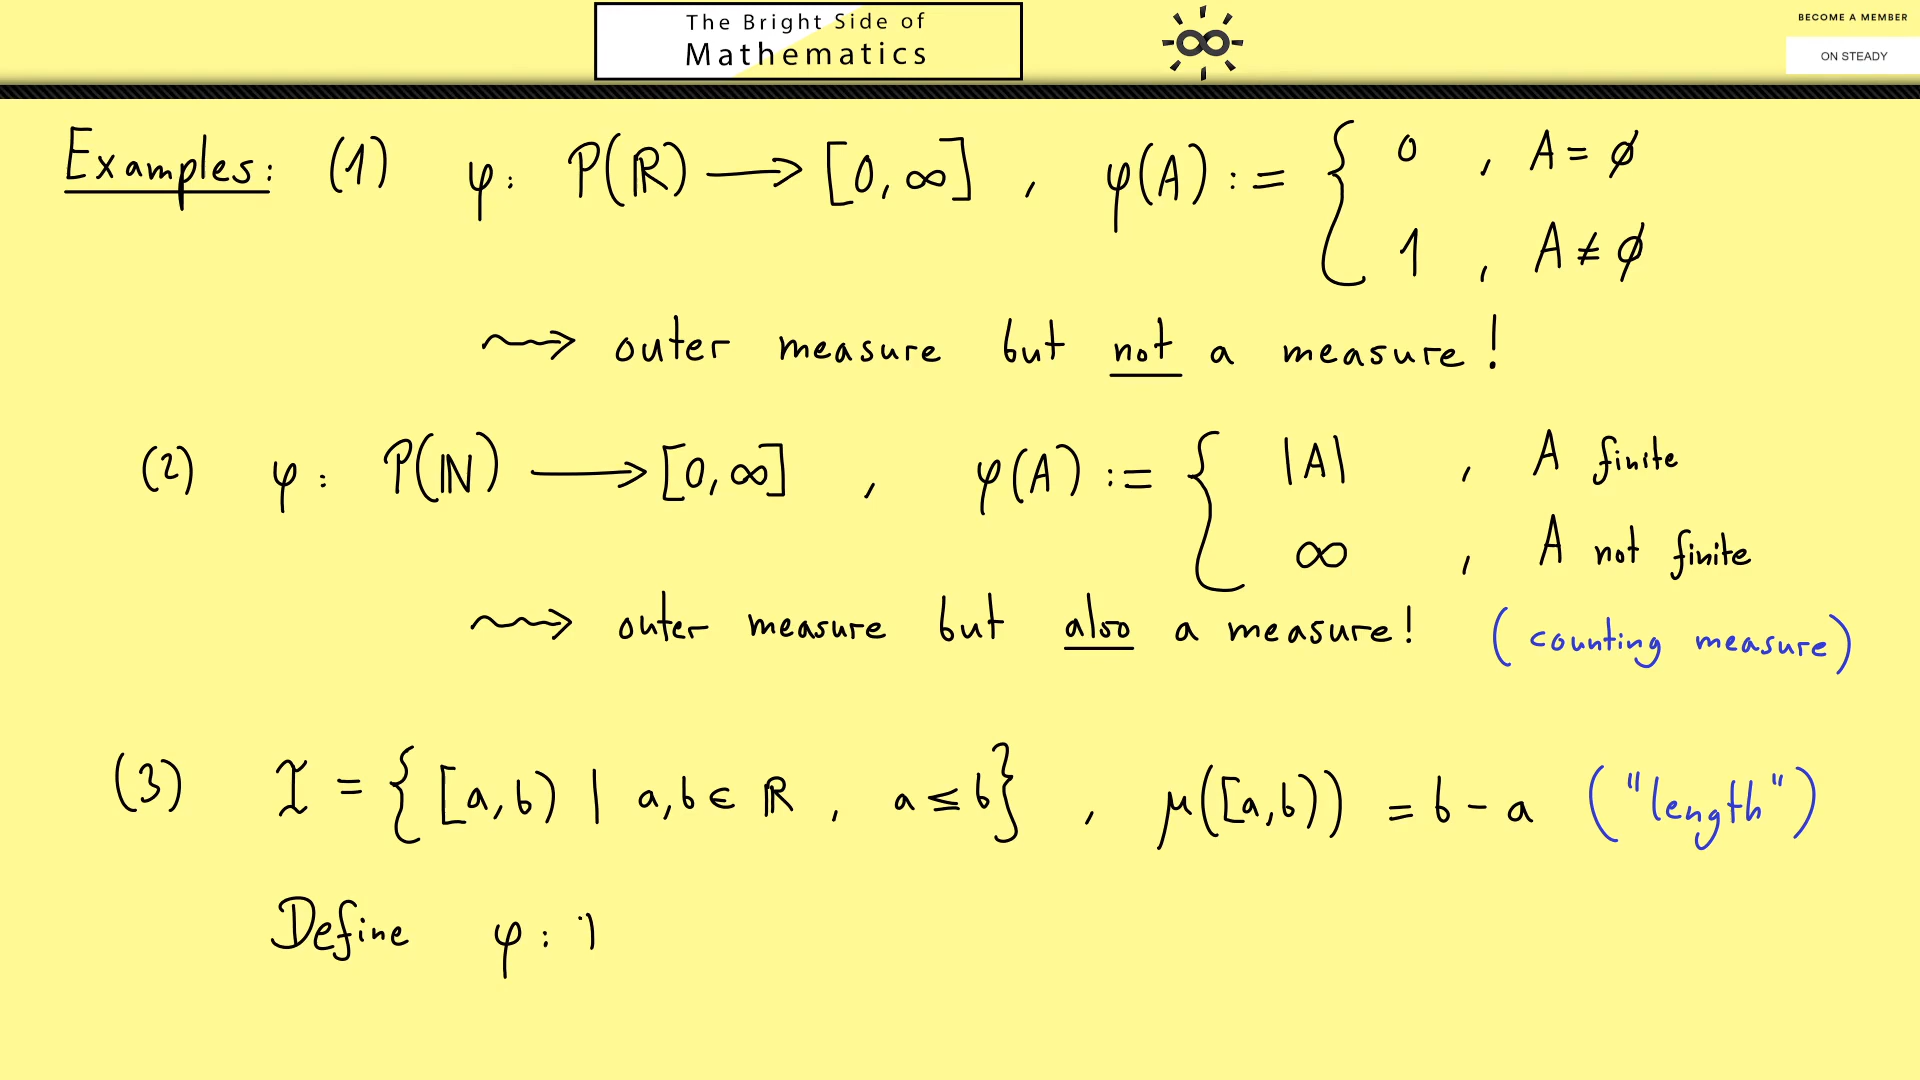 The Bright Side of
Mathematics
BECOME A MEMBER
ON STEADY
Examples: (1) φ: P(ℝ) ⟶ [0,∞] , φ(A) := { 0 , A = ∅
1 , A ≠ ∅
⇝ outer measure but not a measure!
(2) φ: P(ℕ) ⟶ [0,∞] , φ(A) := { |A| , A finite
∞ , A not finite
⇝ outer measure but also a measure! (counting measure)
(3) ℐ = { [a,b) | a,b ∈ ℝ , a ≤ b} , μ([a,b)) = b - a ("length")
Define φ: